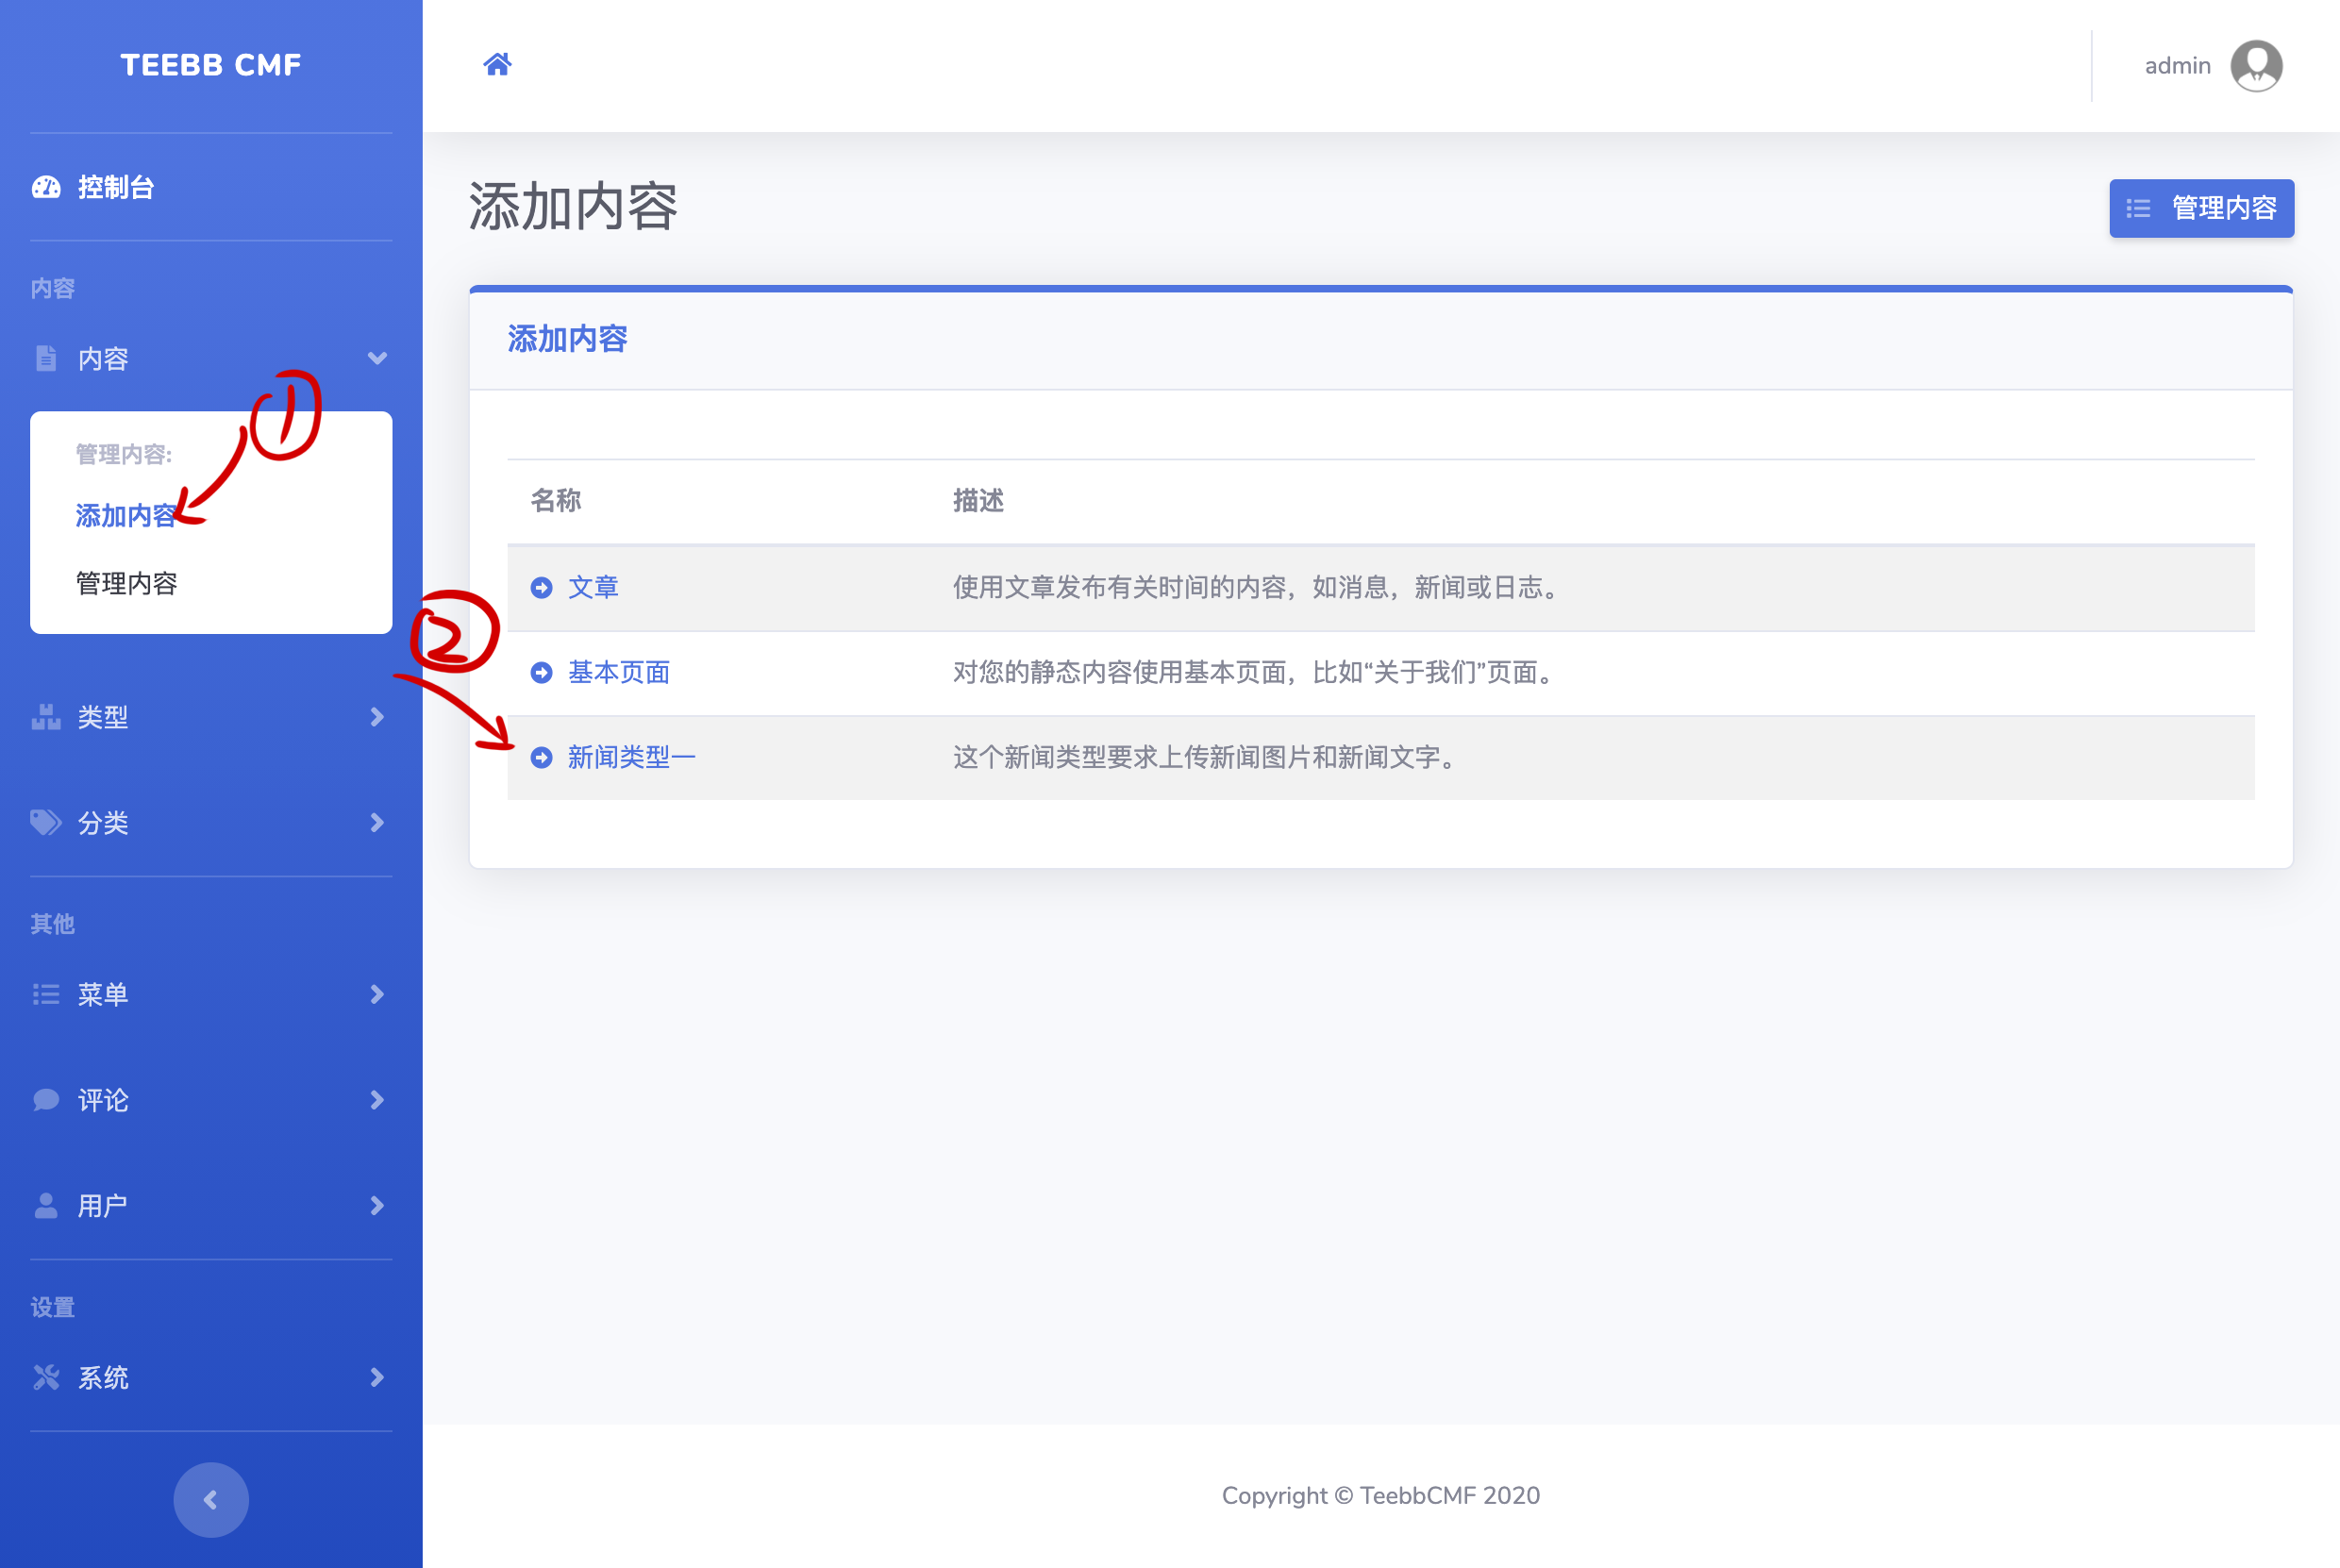 TEEBB CMF
控制台
内容
内容
①
管理内容:
添加内容
管理内容
类型
分类
其他
菜单
评论
用户
设置
系统
admin
添加内容
管理内容
添加内容
名称 描述
文章 使用文章发布有关时间的内容，如消息，新闻或日志。
②
基本页面 对您的静态内容使用基本页面，比如“关于我们”页面。
新闻类型一 这个新闻类型要求上传新闻图片和新闻文字。
Copyright © TeebbCMF 2020